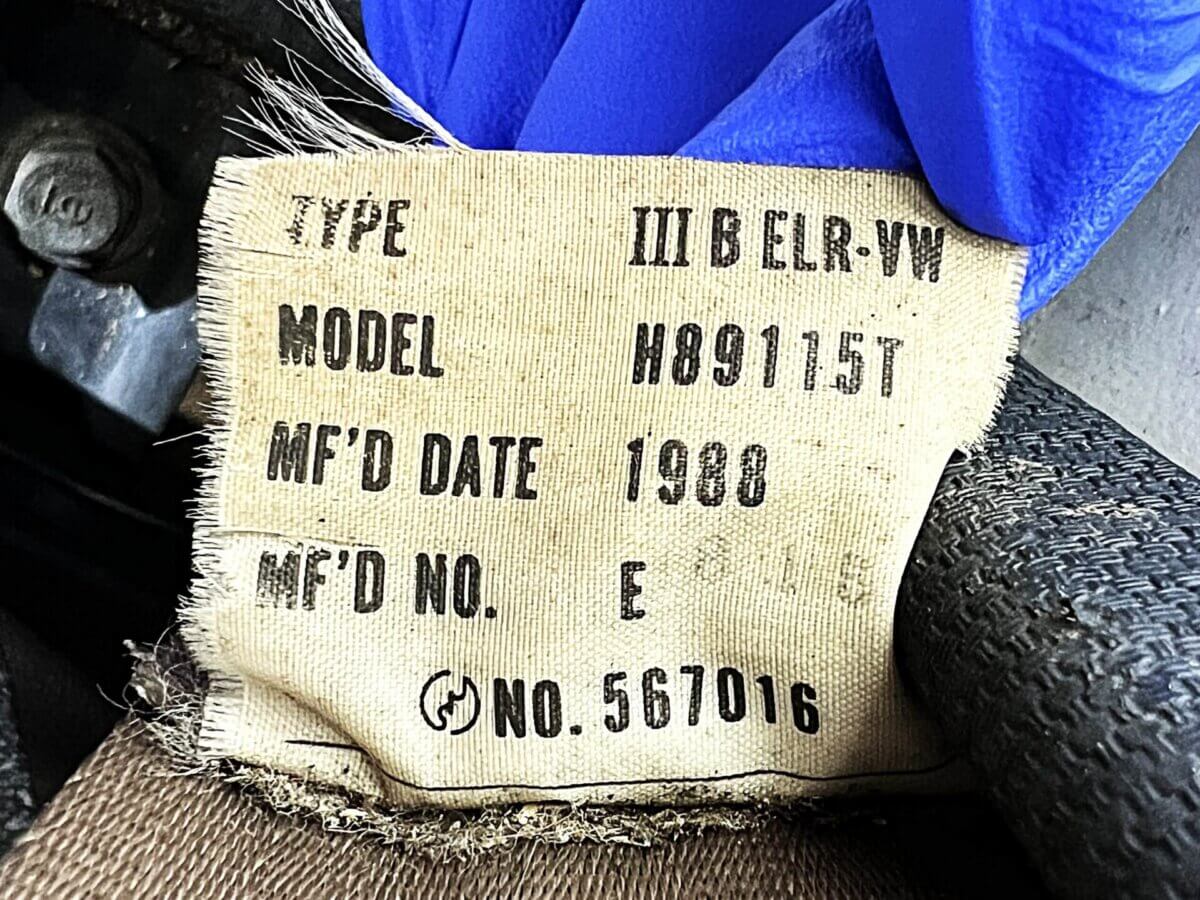 TYPE III B ELR-VW
MODEL H89115T
MF'D DATE 1988
MF'D NO. E
NO. 567016